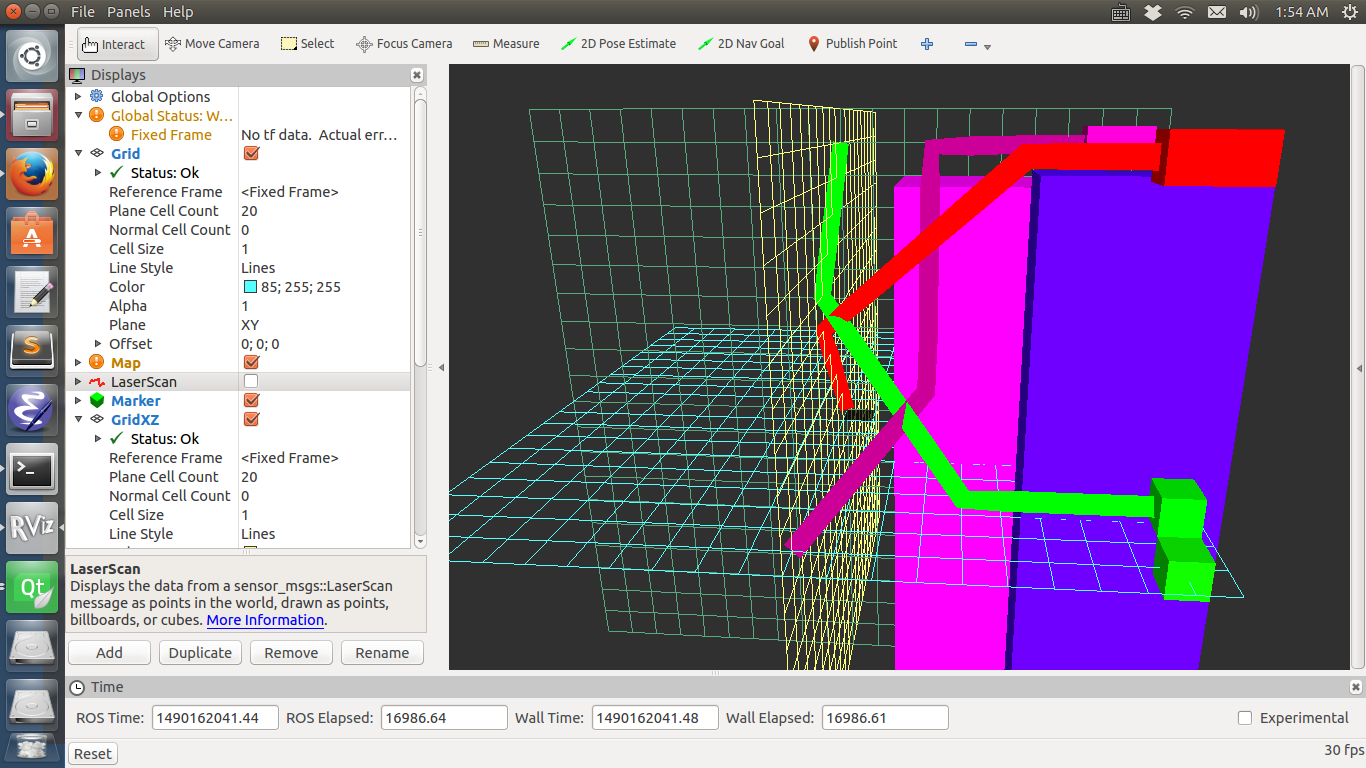 File Panels Help 1:54 AM
Interact Move Camera Select Focus Camera Measure 2D Pose Estimate 2D Nav Goal Publish Point
Displays
Global Options
Global Status: W...
Fixed Frame No tf data. Actual err...
Grid
Status: Ok
Reference Frame <Fixed Frame>
Plane Cell Count 20
Normal Cell Count 0
Cell Size 1
Line Style Lines
Color 85; 255; 255
Alpha 1
Plane XY
Offset 0; 0; 0
Map
LaserScan
Marker
GridXZ
Status: Ok
Reference Frame <Fixed Frame>
Plane Cell Count 20
Normal Cell Count 0
Cell Size 1
Line Style Lines
LaserScan
Displays the data from a sensor_msgs::LaserScan
message as points in the world, drawn as points,
billboards, or cubes. More Information.
Add Duplicate Remove Rename
Time
ROS Time: 1490162041.44 ROS Elapsed: 16986.64 Wall Time: 1490162041.48 Wall Elapsed: 16986.61 Experimental
Reset 30 fps
RViz
Qt